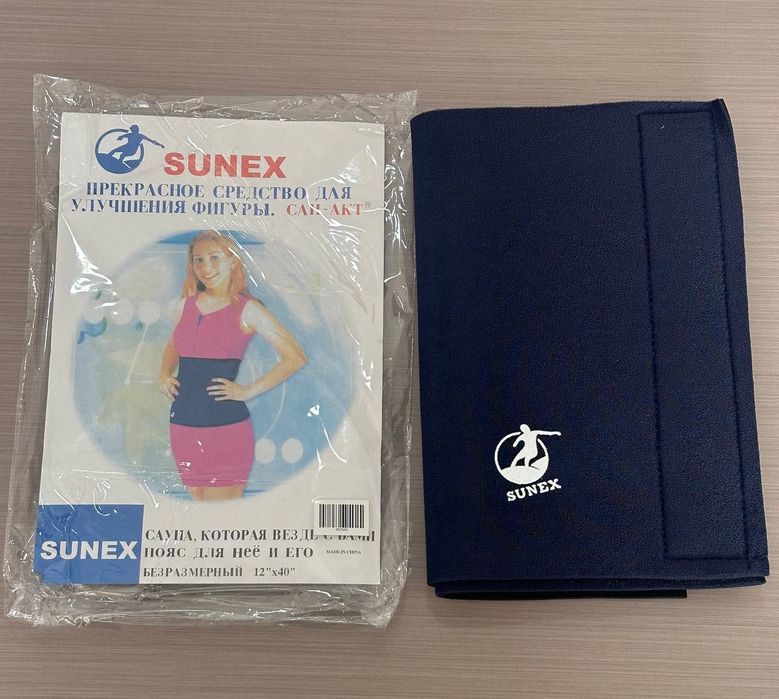 SUNEX
ПРЕКРАСНОЕ СРЕДСТВО ДЛЯ
УЛУЧШЕНИЯ ФИГУРЫ. САН-АКТ®
SUNEX
САУНА, КОТОРАЯ ВЕЗДЕ С ВАМИ
ПОЯС ДЛЯ НЕЁ И ЕГО
MADE IN CHINA
БЕЗРАЗМЕРНЫЙ 12"x40"
SUNEX